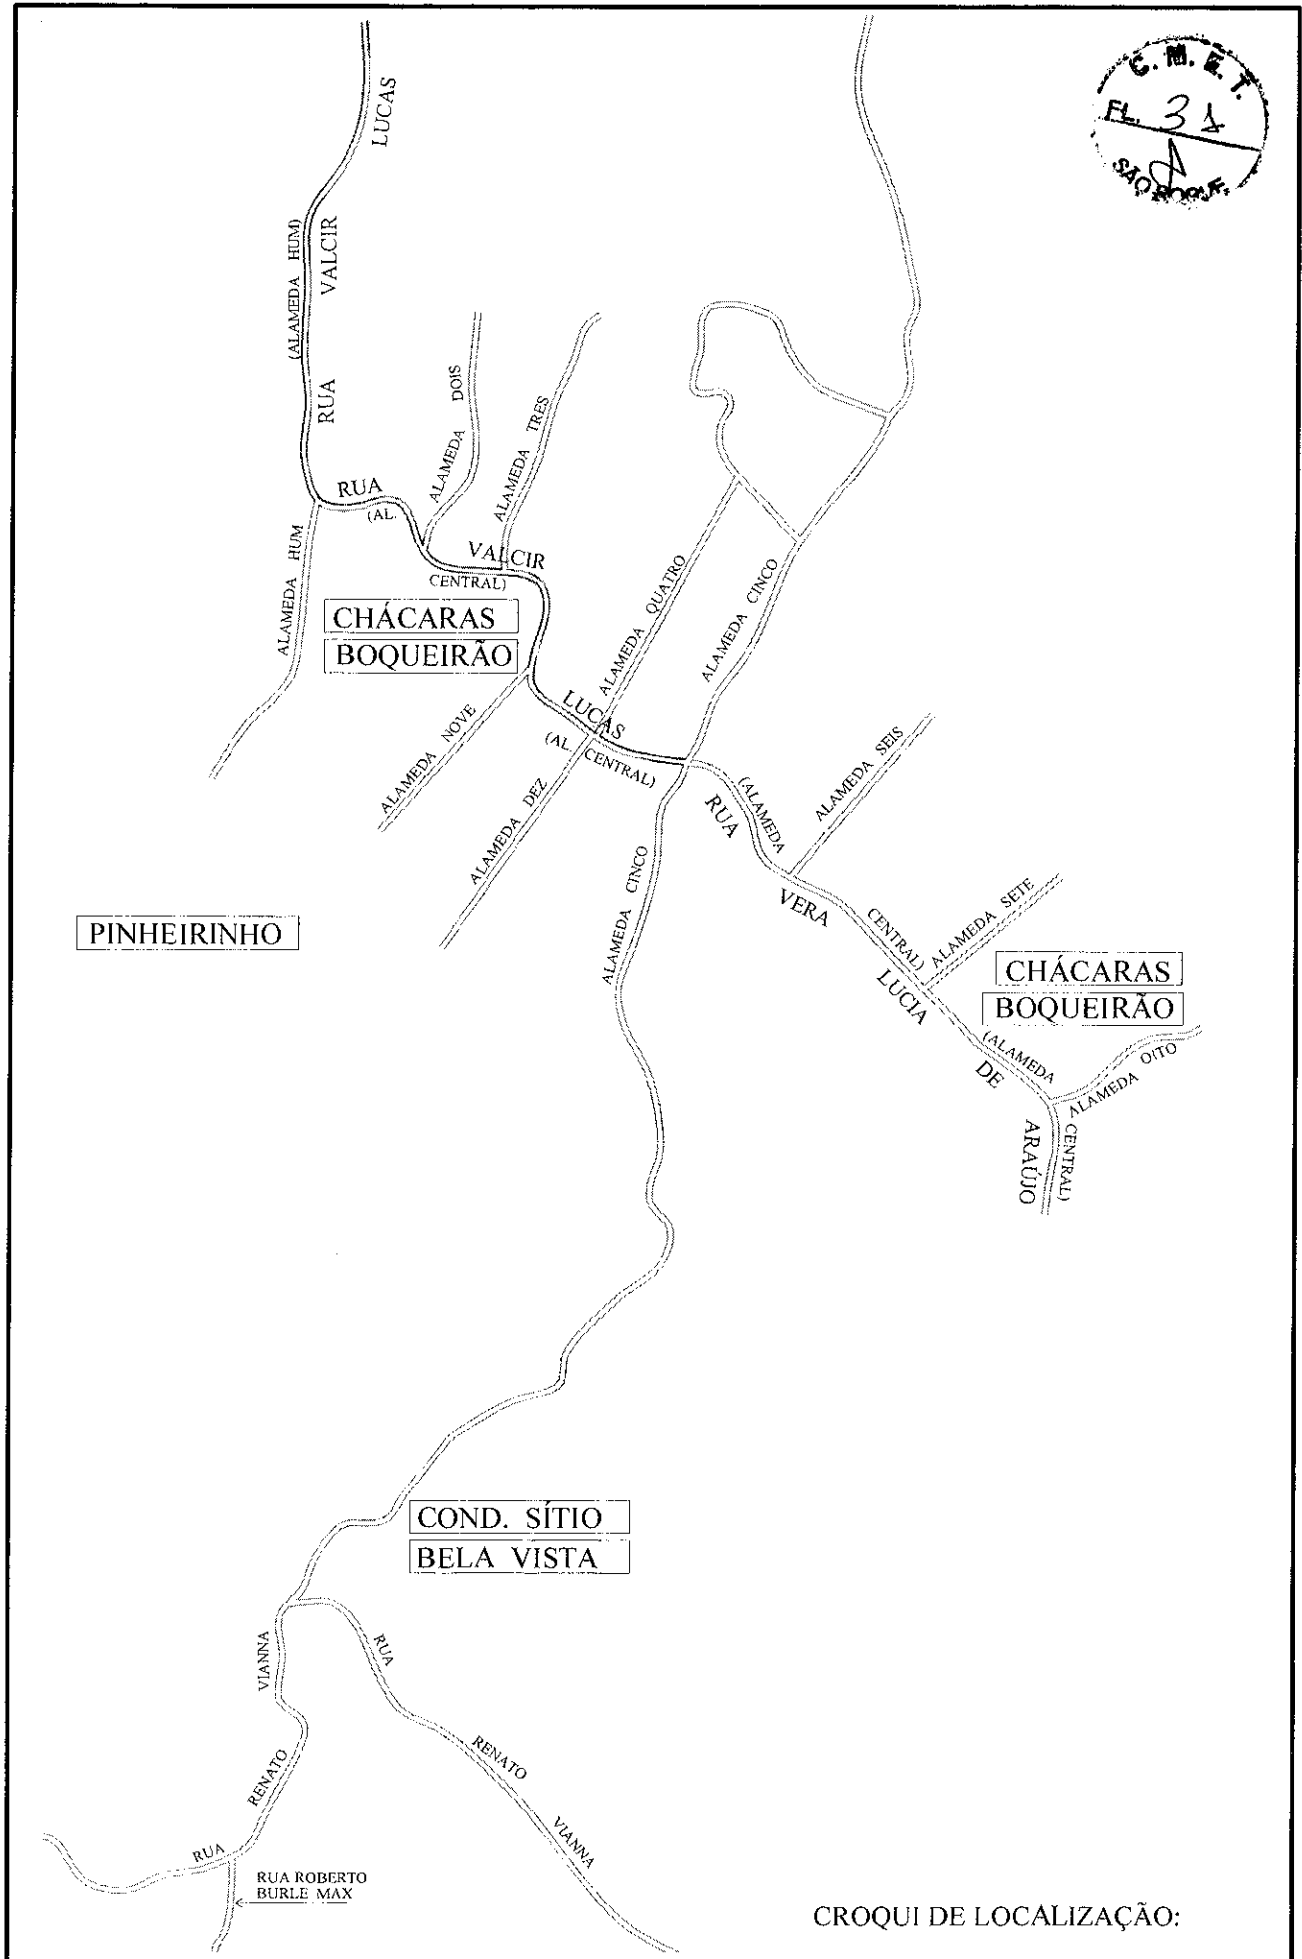 C. M. E. T.
FL. 31
SÃO ROQUE
LUCAS
(ALAMEDA HUM)
RUA VALCIR
ALAMEDA DOIS
ALAMEDA TRES
RUA
(AL.
VALCIR
CENTRAL)
ALAMEDA HUM
CHÁCARAS
BOQUEIRÃO
ALAMEDA QUATRO
ALAMEDA CINCO
LUCAS
(AL. CENTRAL)
ALAMEDA NOVE
ALAMEDA DEZ
ALAMEDA SEIS
(ALAMEDA
RUA
ALAMEDA CINCO
VERA
CENTRAL)
ALAMEDA SETE
LUCIA
PINHEIRINHO
CHÁCARAS
BOQUEIRÃO
(ALAMEDA
DE
ALAMEDA OITO
CENTRAL)
ARAÚJO
COND. SÍTIO
BELA VISTA
RUA RENATO VIANNA
RUA RENATO VIANNA
RUA ROBERTO
BURLE MAX
CROQUI DE LOCALIZAÇÃO: